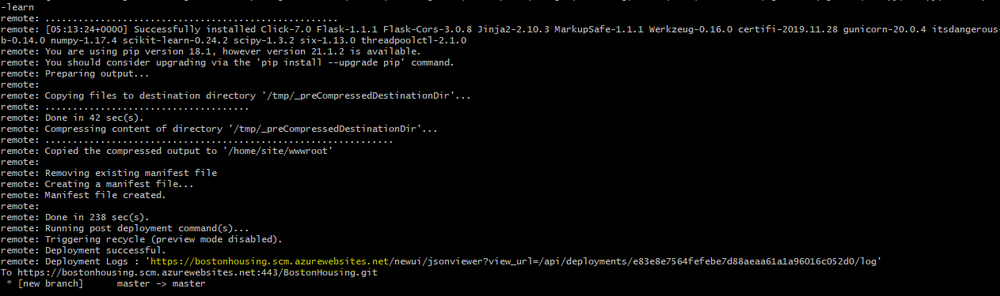 -learn
remote: ....................................................
remote: [05:13:24+0000] Successfully installed Click-7.0 Flask-1.1.1 Flask-Cors-3.0.8 Jinja2-2.10.3 MarkupSafe-1.1.1 Werkzeug-0.16.0 certifi-2019.11.28 gunicorn-20.0.4 itsdangerous-
b-0.14.0 numpy-1.17.4 scikit-learn-0.24.2 scipy-1.3.2 six-1.13.0 threadpoolctl-2.1.0
remote: You are using pip version 18.1, however version 21.1.2 is available.
remote: You should consider upgrading via the 'pip install --upgrade pip' command.
remote: Preparing output...
remote:
remote: Copying files to destination directory '/tmp/_preCompressedDestinationDir'...
remote: .....................................
remote: Done in 42 sec(s).
remote: Compressing content of directory '/tmp/_preCompressedDestinationDir'...
remote: ...............................................................
remote: Copied the compressed output to '/home/site/wwwroot'
remote:
remote: Removing existing manifest file
remote: Creating a manifest file...
remote: Manifest file created.
remote:
remote: Done in 238 sec(s).
remote: Running post deployment command(s)...
remote: Triggering recycle (preview mode disabled).
remote: Deployment successful.
remote: Deployment Logs : 'https://bostonhousing.scm.azurewebsites.net/newui/jsonviewer?view_url=/api/deployments/e83e8e7564fefebe7d88aeaa61a1a96016c052d0/log'
To https://bostonhousing.scm.azurewebsites.net:443/BostonHousing.git
 * [new branch]      master -> master